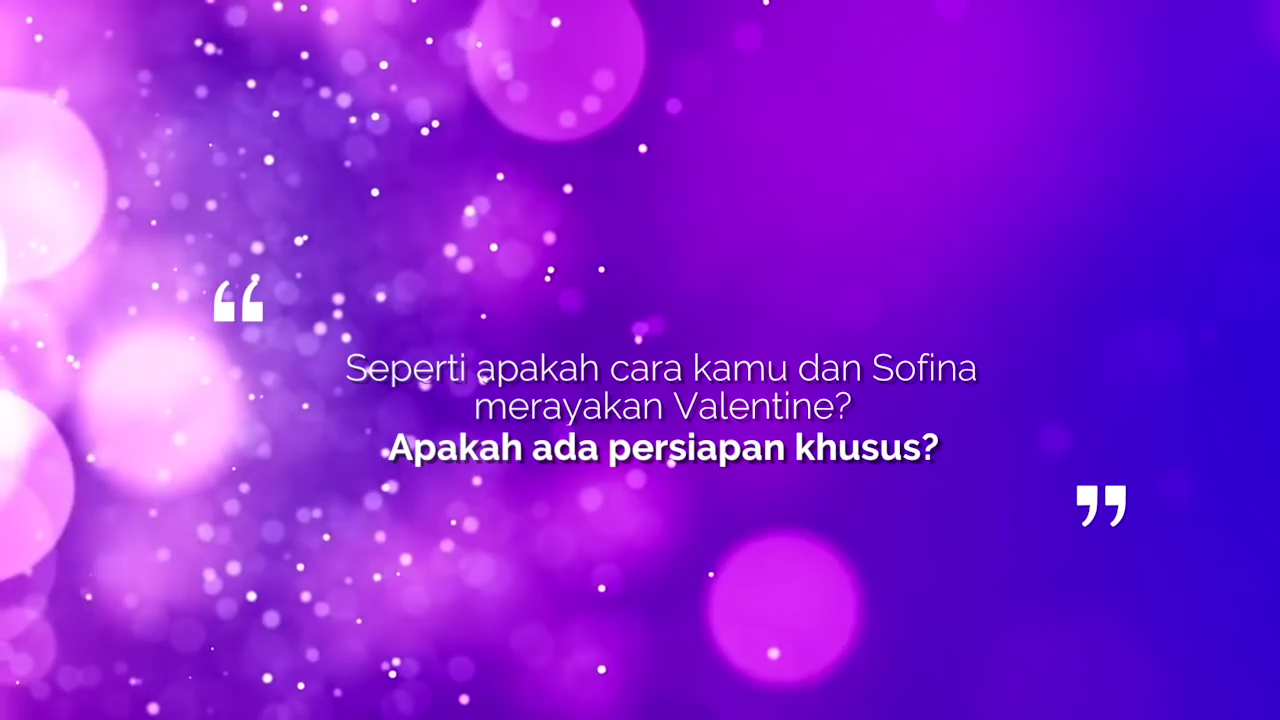 “
Seperti apakah cara kamu dan Sofina
merayakan Valentine?
Apakah ada persiapan khusus?
”